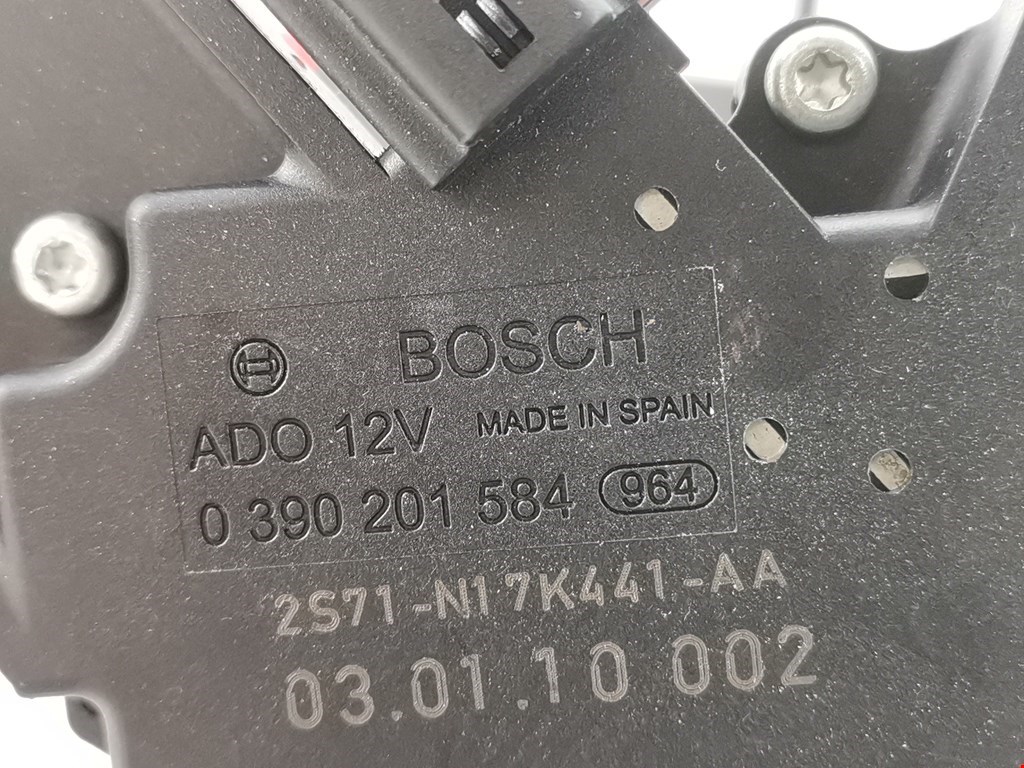 BOSCH
ADO 12V MADE IN SPAIN
0 390 201 584 964
2S71-N17K441-AA
03.01.10 002